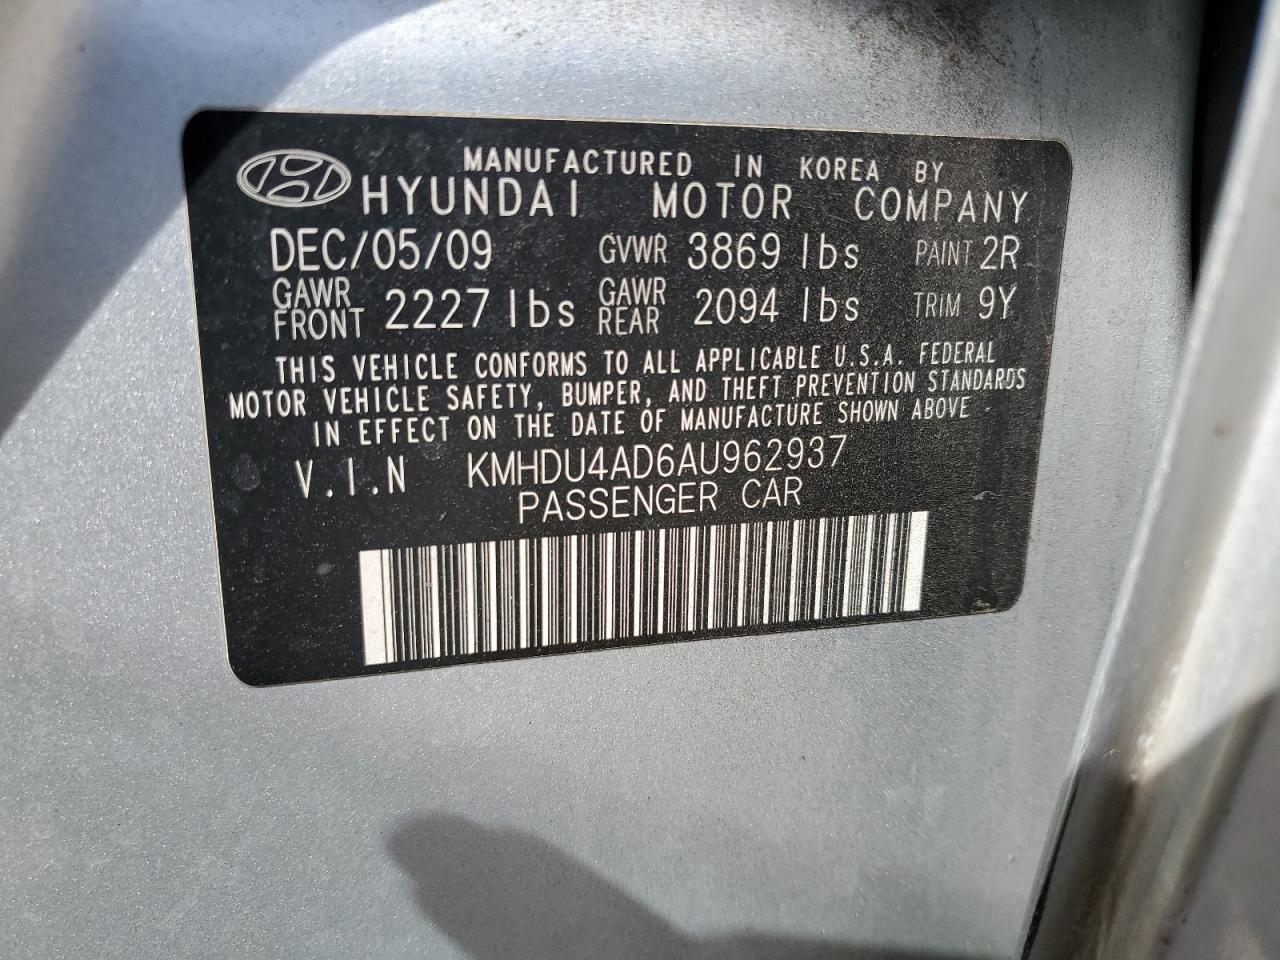 MANUFACTURED IN KOREA BY
HYUNDAI MOTOR COMPANY
DEC/05/09 GVWR 3869 lbs PAINT 2R
GAWR FRONT 2227 lbs GAWR REAR 2094 lbs TRIM 9Y
THIS VEHICLE CONFORMS TO ALL APPLICABLE U.S.A. FEDERAL
MOTOR VEHICLE SAFETY, BUMPER, AND THEFT PREVENTION STANDARDS
IN EFFECT ON THE DATE OF MANUFACTURE SHOWN ABOVE
V.I.N KMHDU4AD6AU962937
PASSENGER CAR